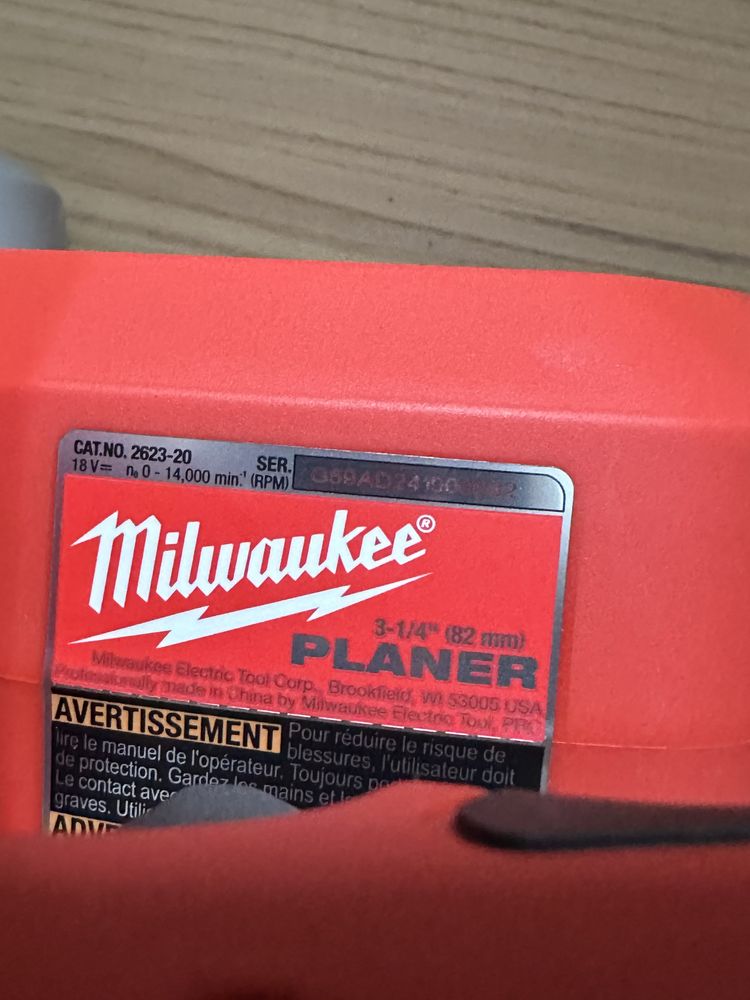 CAT.NO. 2623-20
18 V⎓ n₀ 0 - 14,000 min.⁻¹ (RPM) SER.
Milwaukee®
3-1/4" (82 mm)
PLANER
Milwaukee Electric Tool Corp., Brookfield, WI 53005 USA
Professionally made in China by Milwaukee Electric Tool, PRC
AVERTISSEMENT Pour réduire le risque de
blessures, l'utilisateur doit
lire le manuel de l'opérateur. Toujours
de protection. Gardez les mains et
Le contact avec
graves.